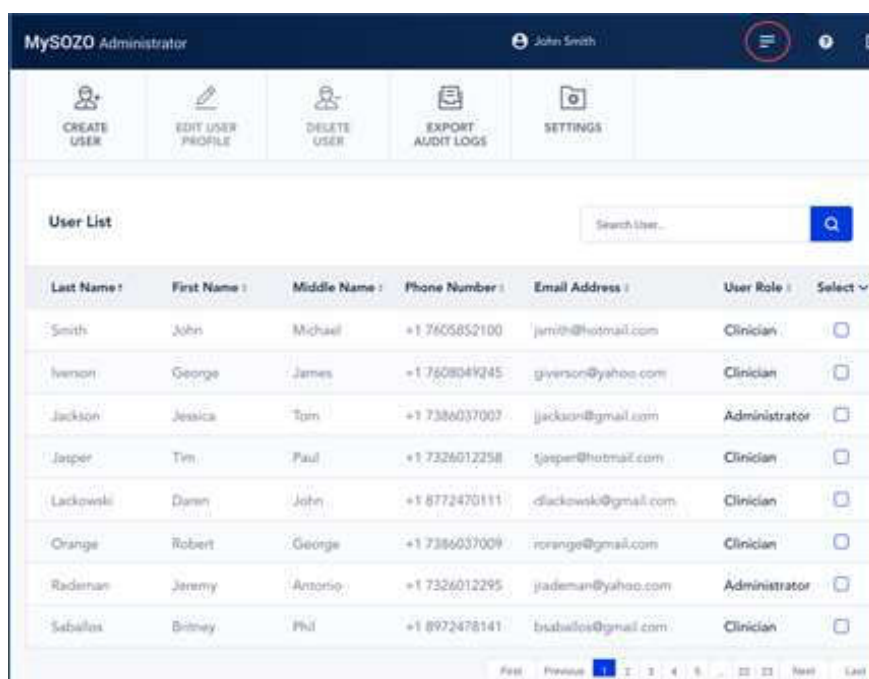 MySOZO Administrator John Smith
CREATE USER
EDIT USER PROFILE
DELETE USER
EXPORT AUDIT LOGS
SETTINGS
User List
Search User...
Last Name First Name Middle Name Phone Number Email Address User Role Select
Smith John Michael +1 7605852100 jsmith@hotmail.com Clinician
Iverson George James +1 7608049245 giverson@yahoo.com Clinician
Jackson Jessica Tom +1 7386037007 jjackson@gmail.com Administrator
Jasper Tim Paul +1 7326012258 tjasper@hotmail.com Clinician
Lackowski Daren John +1 8772470111 dlackowski@gmail.com Clinician
Orange Robert George +1 7386037009 rorange@gmail.com Clinician
Rademan Jeremy Antonio +1 7326012295 jrademan@yahoo.com Administrator
Saballos Britney Phil +1 8972478141 bsaballos@gmail.com Clinician
First Previous 1 2 3 4 5 ... 22 23 Next Last